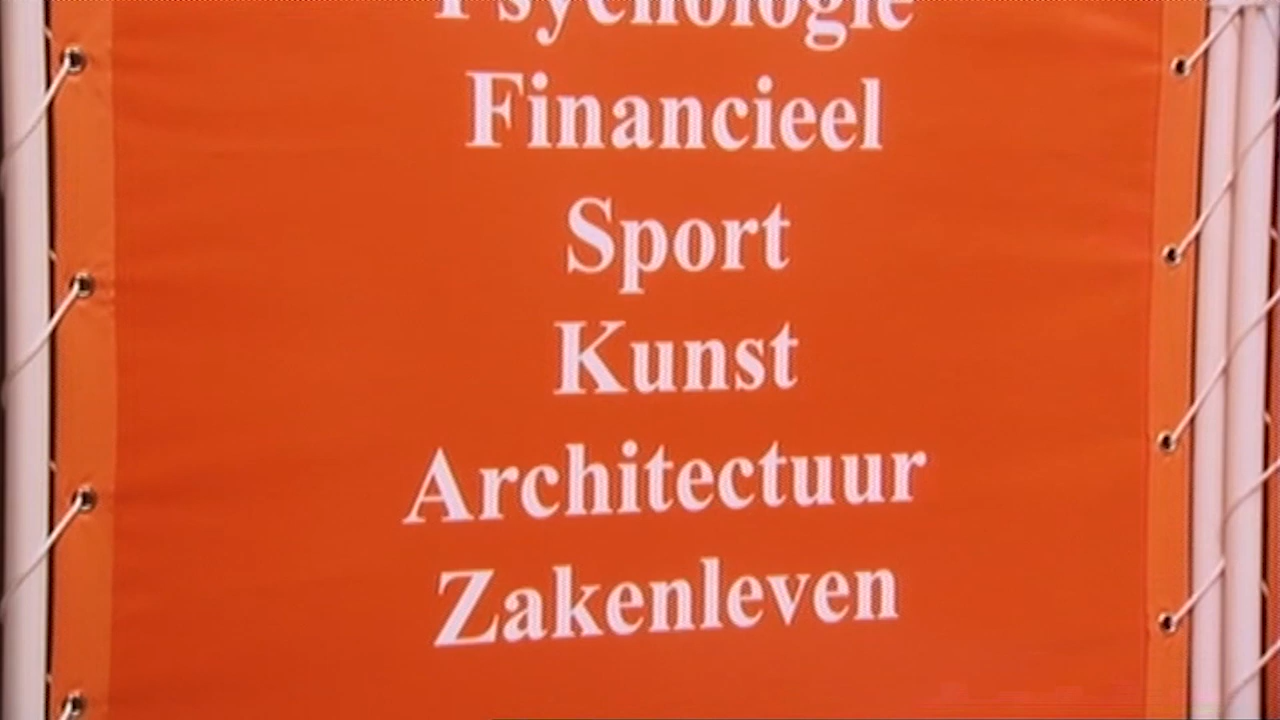 Psychologie
Financieel
Sport
Kunst
Architectuur
Zakenleven